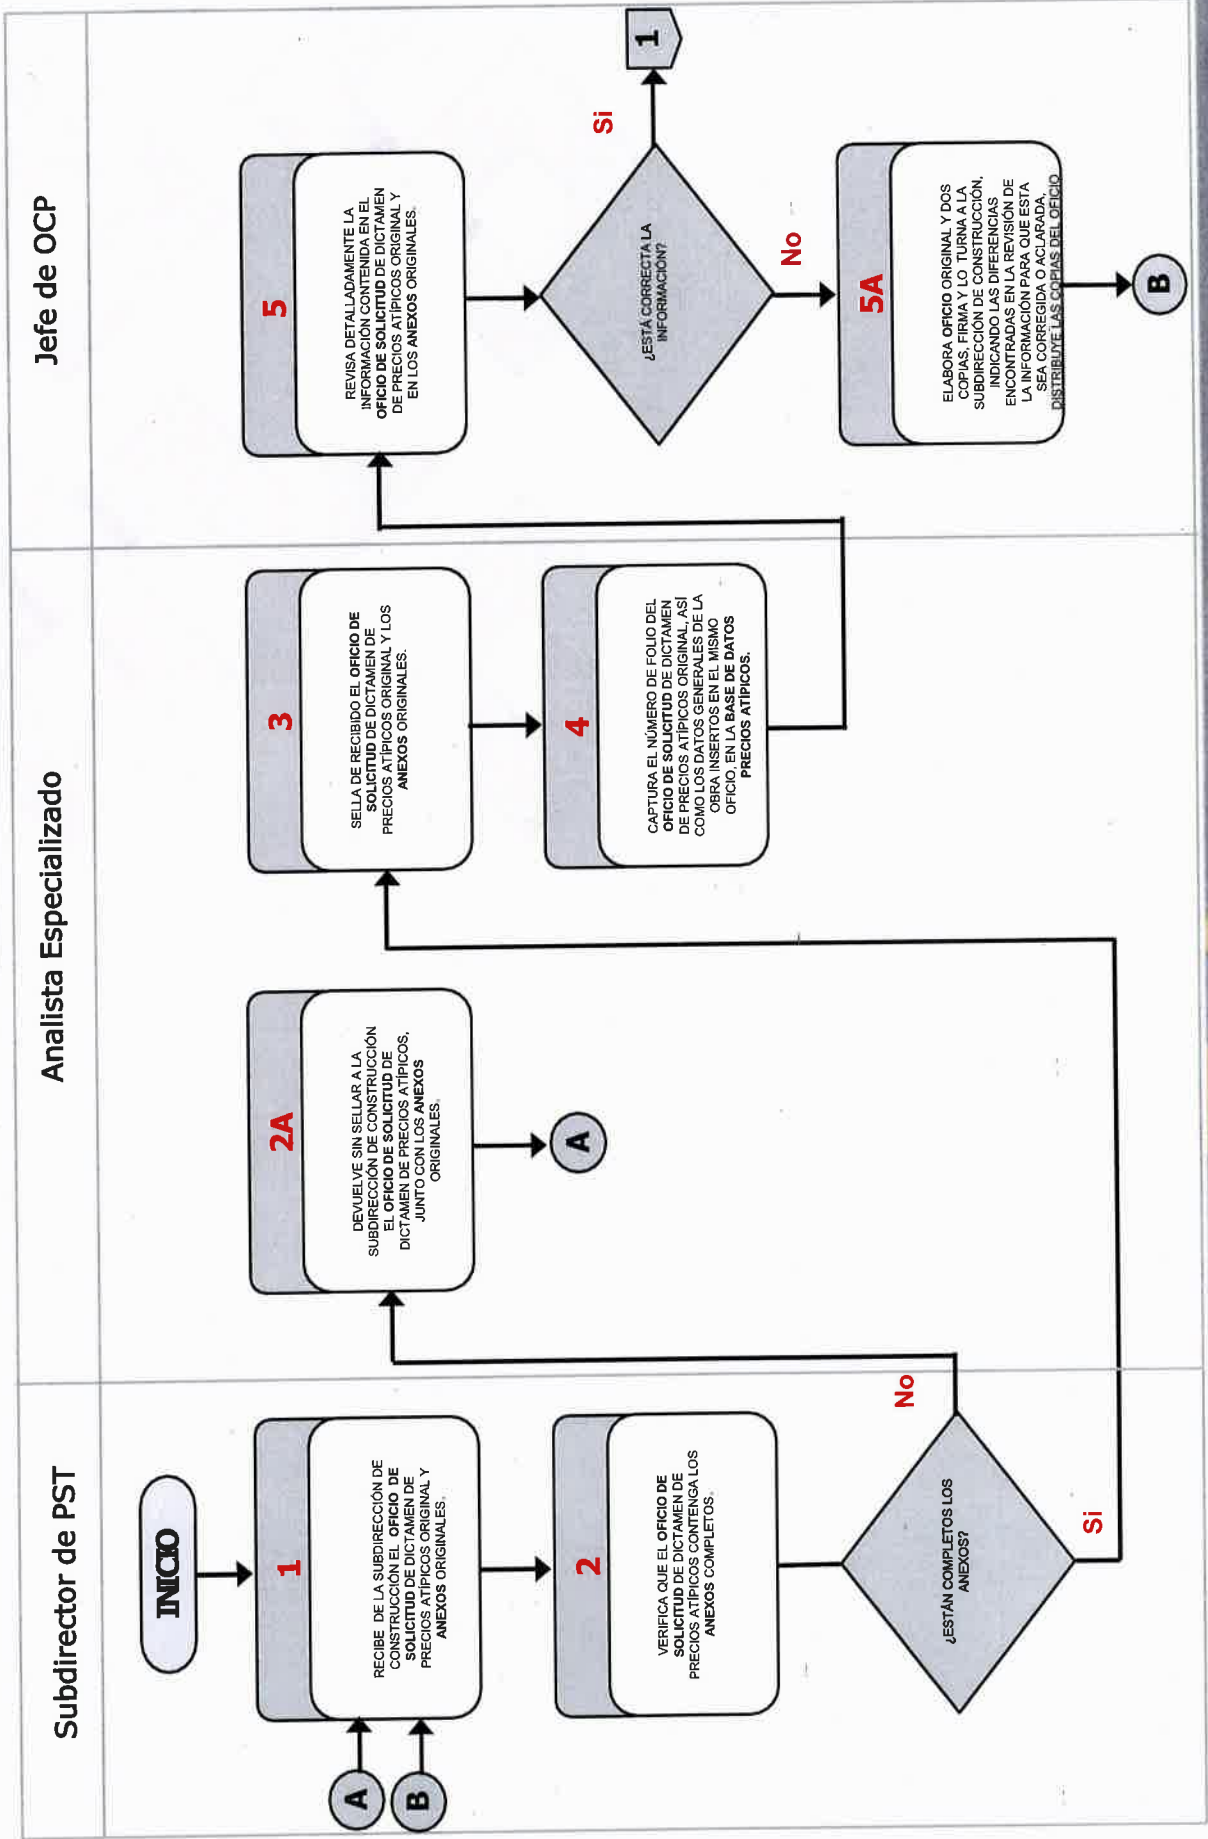 Subdirector de PST
Analista Especializado
Jefe de OCP
INICIO
A
B
1
RECIBE DE LA SUBDIRECCIÓN DE
CONSTRUCCIÓN EL OFICIO DE
SOLICITUD DE DICTAMEN DE
PRECIOS ATÍPICOS ORIGINAL Y
ANEXOS ORIGINALES.
2
VERIFICA QUE EL OFICIO DE
SOLICITUD DE DICTAMEN DE
PRECIOS ATÍPICOS CONTENGA LOS
ANEXOS COMPLETOS.
¿ESTÁN COMPLETOS LOS
ANEXOS?
No
Si
2A
DEVUELVE SIN SELLAR A LA
SUBDIRECCIÓN DE CONSTRUCCIÓN
EL OFICIO DE SOLICITUD DE
DICTAMEN DE PRECIOS ATÍPICOS,
JUNTO CON LOS ANEXOS
ORIGINALES.
A
3
SELLA DE RECIBIDO EL OFICIO DE
SOLICITUD DE DICTAMEN DE
PRECIOS ATÍPICOS ORIGINAL Y LOS
ANEXOS ORIGINALES.
4
CAPTURA EL NÚMERO DE FOLIO DEL
OFICIO DE SOLICITUD DE DICTAMEN
DE PRECIOS ATÍPICOS ORIGINAL, ASÍ
COMO LOS DATOS GENERALES DE LA
OBRA INSERTOS EN EL MISMO
OFICIO, EN LA BASE DE DATOS
PRECIOS ATÍPICOS.
5
REVISA DETALLADAMENTE LA
INFORMACIÓN CONTENIDA EN EL
OFICIO DE SOLICITUD DE DICTAMEN
DE PRECIOS ATÍPICOS ORIGINAL Y
EN LOS ANEXOS ORIGINALES.
¿ESTÁ CORRECTA LA
INFORMACIÓN?
Si
1
No
5A
ELABORA OFICIO ORIGINAL Y DOS
COPIAS, FIRMA Y LO TURNA A LA
SUBDIRECCIÓN DE CONSTRUCCIÓN,
INDICANDO LAS DIFERENCIAS
ENCONTRADAS EN LA REVISIÓN DE
LA INFORMACIÓN PARA QUE ESTA
SEA CORREGIDA O ACLARADA,
DISTRIBUYE LAS COPIAS DEL OFICIO
B